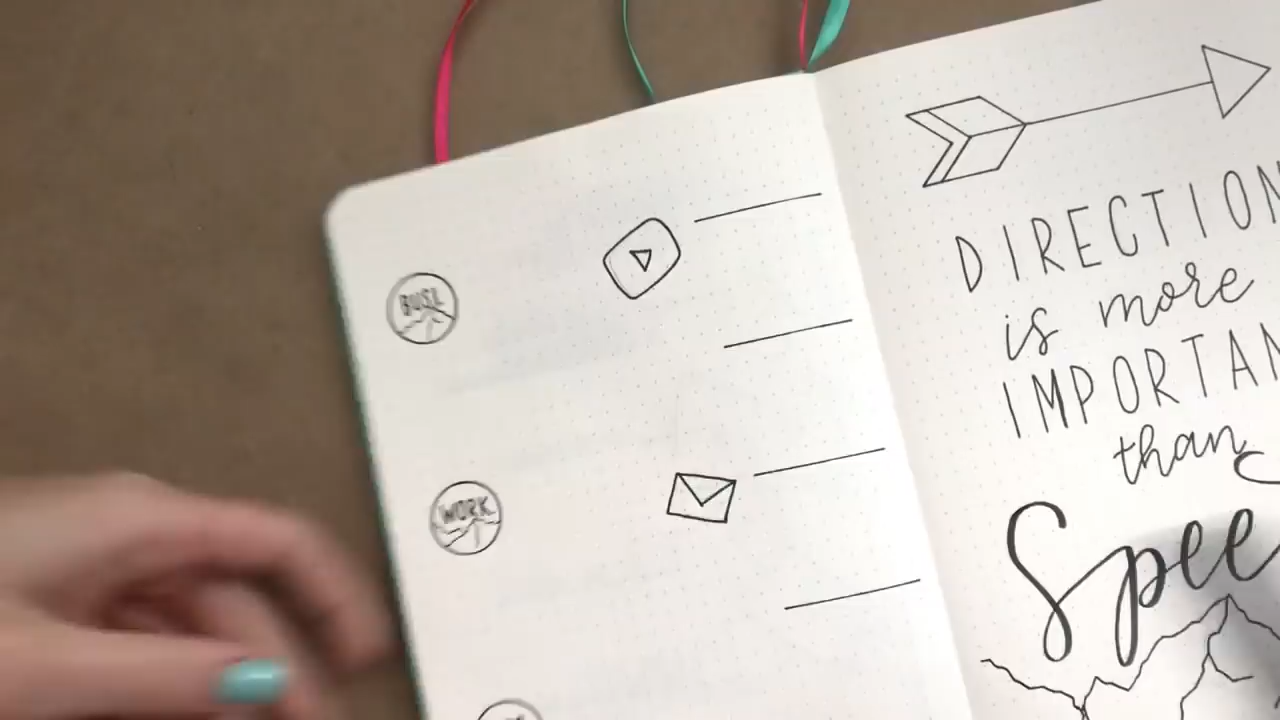 BUSI.
WORK
DIRECTION
is more
IMPORTAN
than
Spee